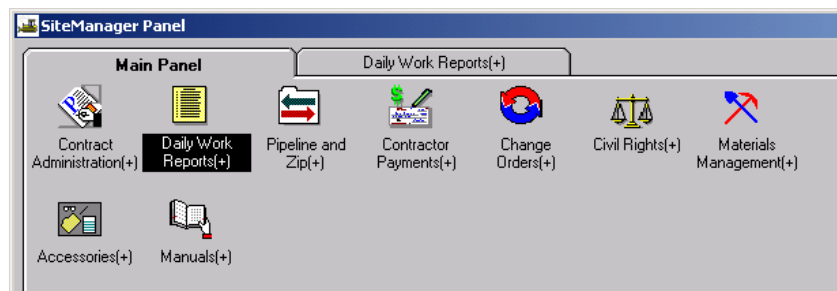 SiteManager Panel
Main Panel
Daily Work Reports(+)
Contract
Administration(+)
Daily Work
Reports(+)
Pipeline and
Zip(+)
Contractor
Payments(+)
Change
Orders(+)
Civil Rights(+)
Materials
Management(+)
Accessories(+)
Manuals(+)